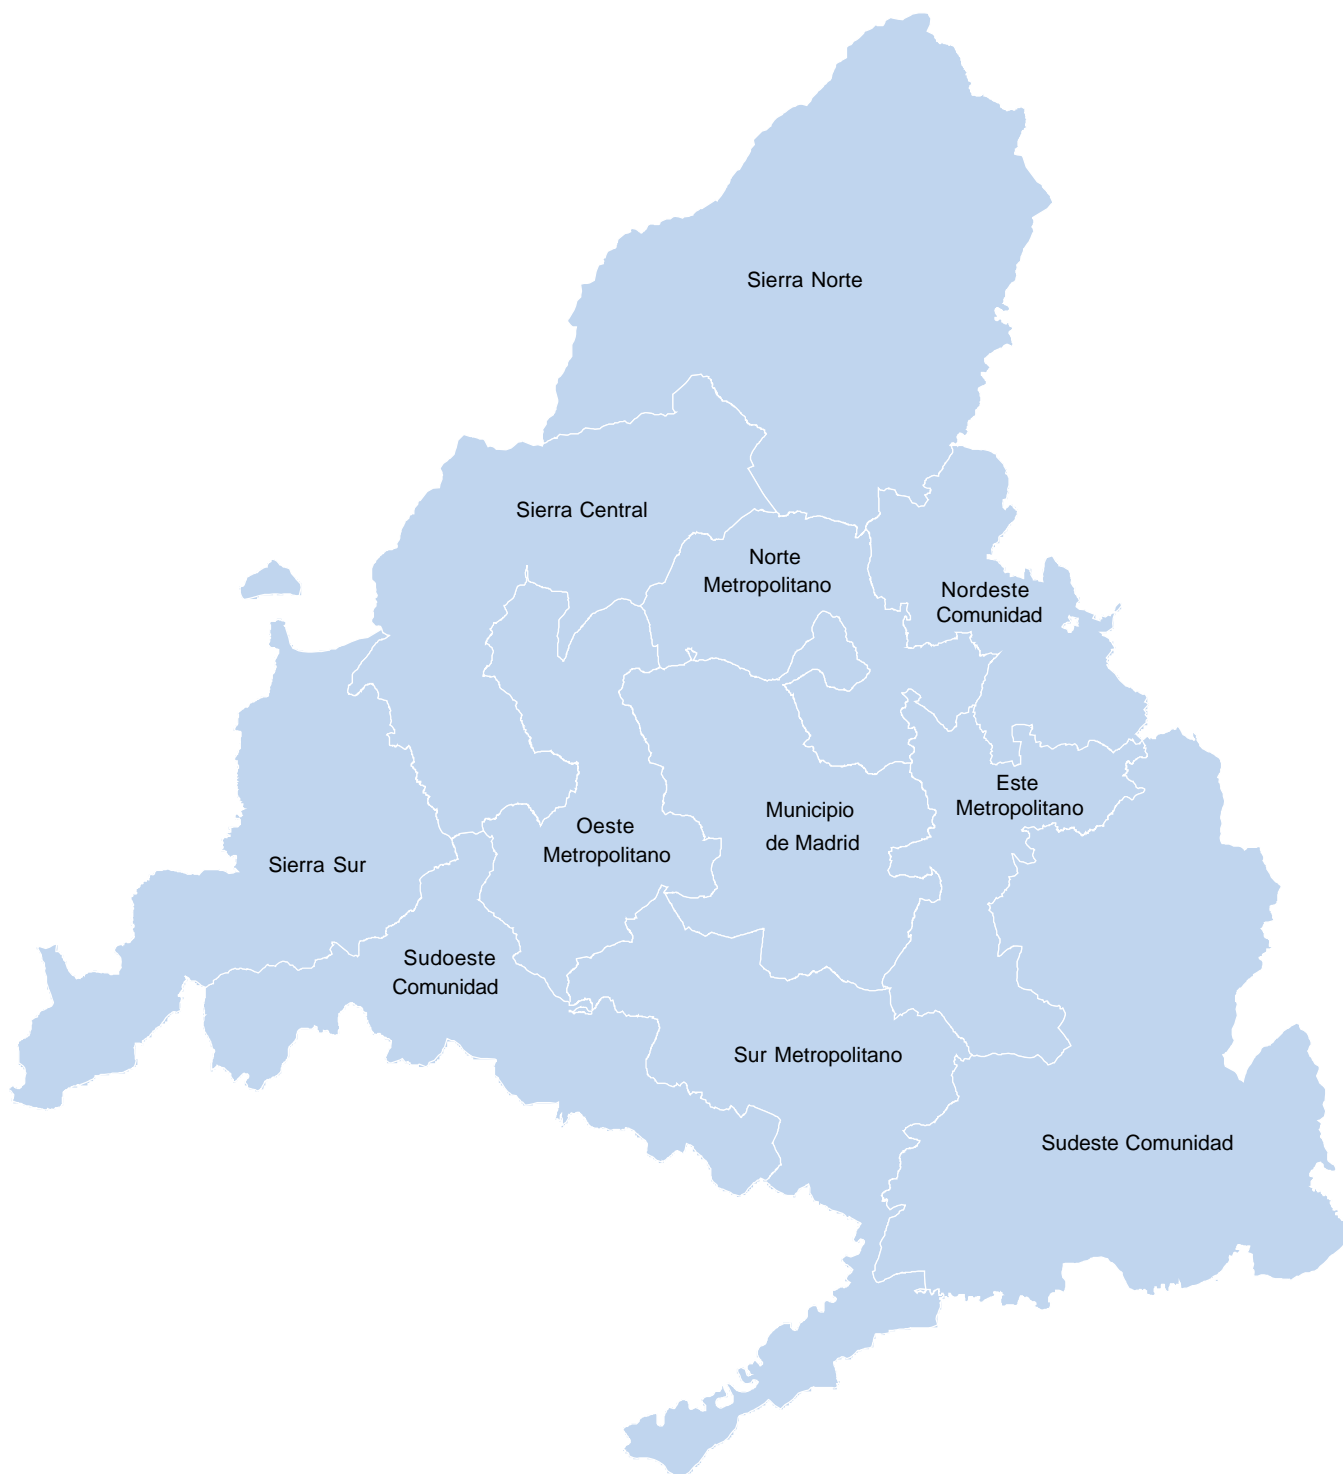 Sierra Norte
Sierra Central
Norte
Metropolitano
Nordeste
Comunidad
Este
Metropolitano
Municipio
de Madrid
Oeste
Metropolitano
Sierra Sur
Sudoeste
Comunidad
Sur Metropolitano
Sudeste Comunidad